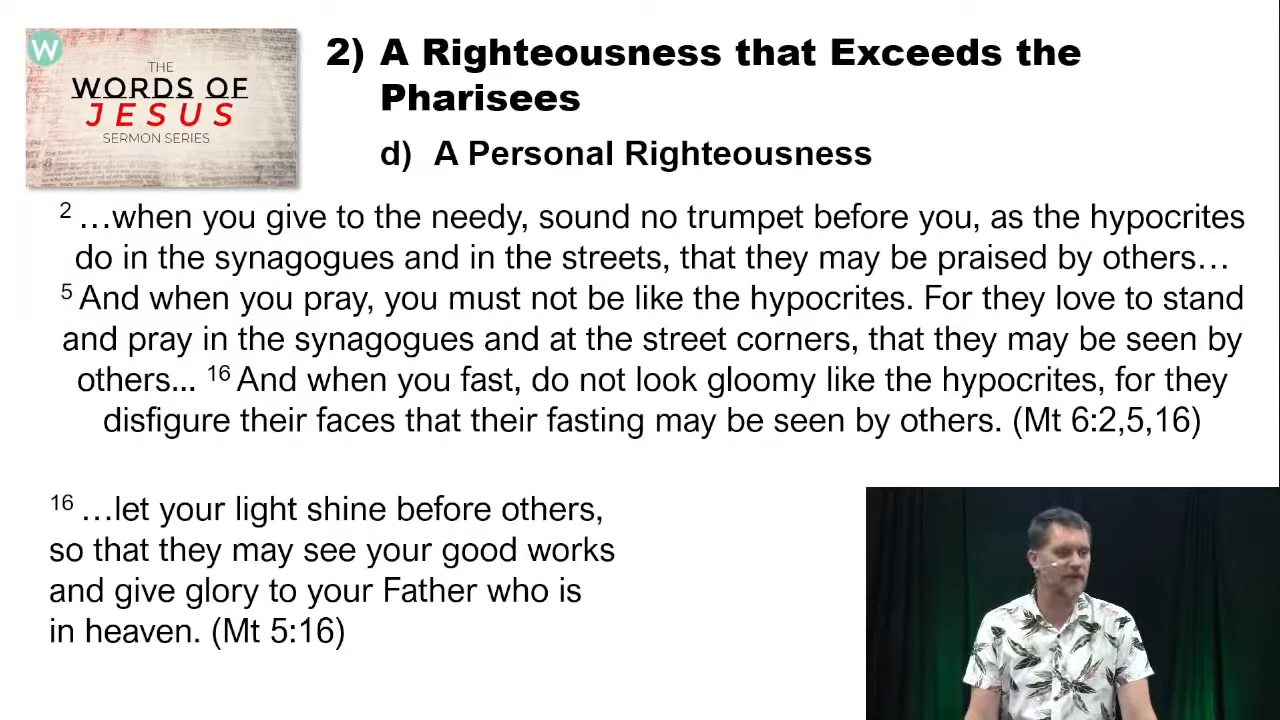 W
THE
WORDS OF
JESUS
SERMON SERIES
2) A Righteousness that Exceeds the
Pharisees
d) A Personal Righteousness
2 …when you give to the needy, sound no trumpet before you, as the hypocrites
do in the synagogues and in the streets, that they may be praised by others…
5 And when you pray, you must not be like the hypocrites. For they love to stand
and pray in the synagogues and at the street corners, that they may be seen by
others... 16 And when you fast, do not look gloomy like the hypocrites, for they
disfigure their faces that their fasting may be seen by others. (Mt 6:2,5,16)
16 …let your light shine before others,
so that they may see your good works
and give glory to your Father who is
in heaven. (Mt 5:16)